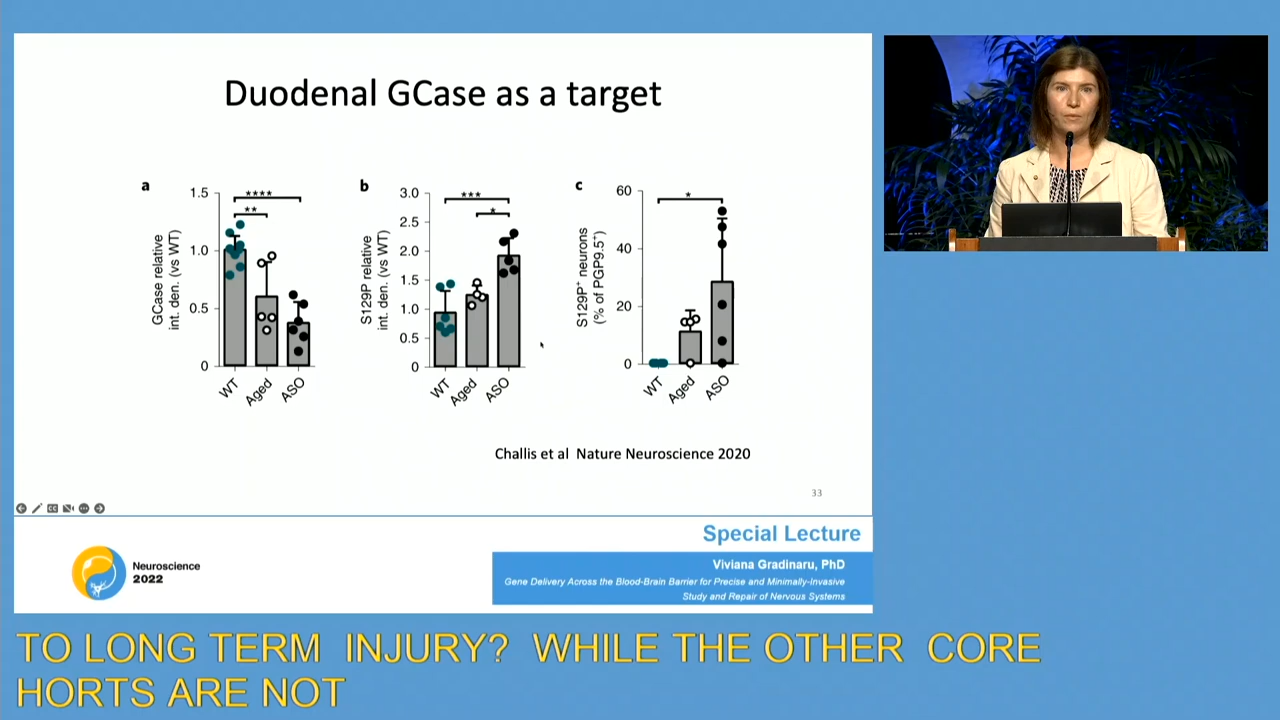 Duodenal GCase as a target
a
GCase relative
int. den. (vs WT)
1.5
1.0
0.5
0
****
**
WT
Aged
ASO
b
S129P relative
int. den. (vs WT)
3.0
2.5
2.0
1.5
1.0
0.5
0
***
*
WT
Aged
ASO
c
S129P⁺ neurons
(% of PGP9.5⁺)
60
40
20
0
*
WT
Aged
ASO
Challis et al  Nature Neuroscience 2020
33
Special Lecture
Neuroscience
2022
Viviana Gradinaru, PhD
Gene Delivery Across the Blood-Brain Barrier for Precise and Minimally-Invasive
Study and Repair of Nervous Systems
TO LONG TERM  INJURY?  WHILE THE OTHER  CORE
HORTS ARE NOT